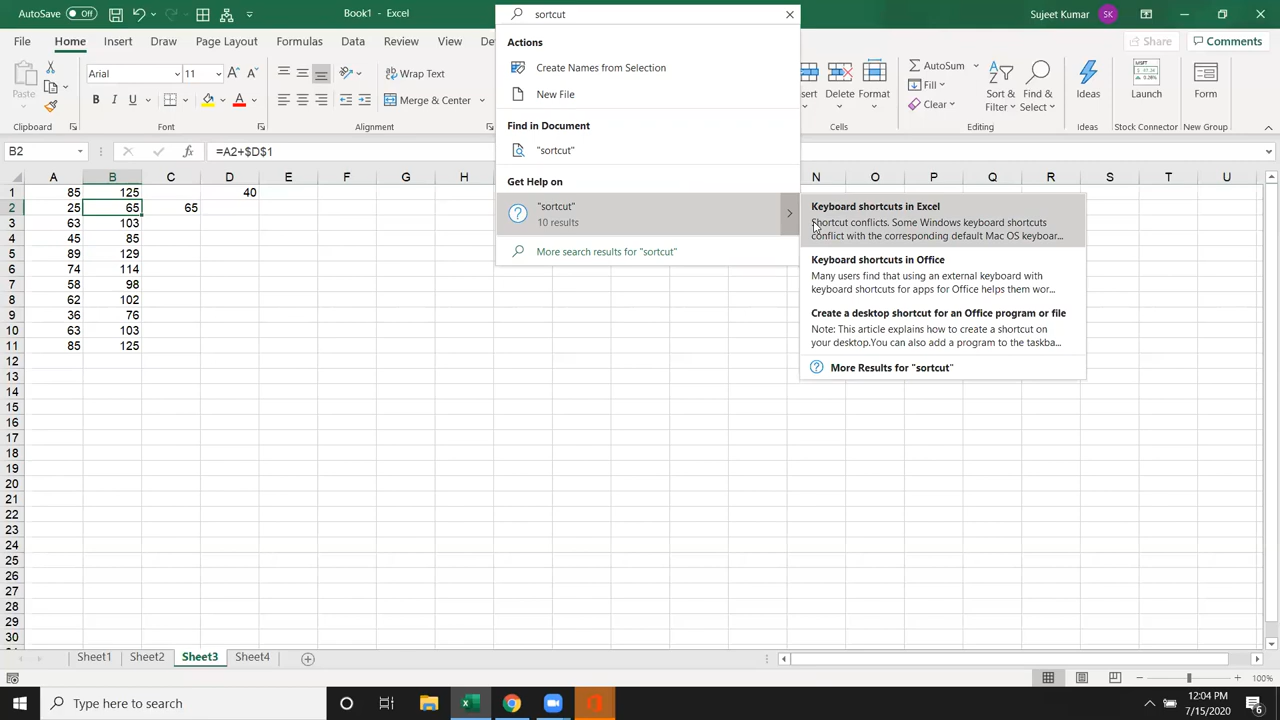 AutoSave Off Book1 - Excel sortcut Sujeet Kumar SK
File Home Insert Page Layout Formulas Data Review View Share Comments
Paste Arial 11 Wrap Text Merge & Center Insert Delete Format AutoSum Fill Clear Sort & Filter Find & Select Ideas Launch Form
Clipboard Font Alignment Cells Editing Ideas Stock Connector New Group
Actions
Create Names from Selection
New File
Find in Document
"sortcut"
Get Help on
"sortcut"
10 results
More search results for "sortcut"
Keyboard shortcuts in Excel
Shortcut conflicts. Some Windows keyboard shortcuts
conflict with the corresponding default Mac OS keyboar...
Keyboard shortcuts in Office
Many users find that using an external keyboard with
keyboard shortcuts for apps for Office helps them wor...
Create a desktop shortcut for an Office program or file
Note: This article explains how to create a shortcut on
your desktop.You can also add a program to the taskba...
More Results for "sortcut"
B2 fx =A2+$D$1
A B C D E F G H N O P Q R S T U
1 85 125 40
2 25 65 65
3 63 103
4 45 85
5 89 129
6 74 114
7 58 98
8 62 102
9 36 76
10 63 103
11 85 125
12
13
14
15
16
17
18
19
20
21
22
23
24
25
26
27
28
29
30
Sheet1 Sheet2 Sheet3 Sheet4
100%
Type here to search
12:04 PM
7/15/2020
6